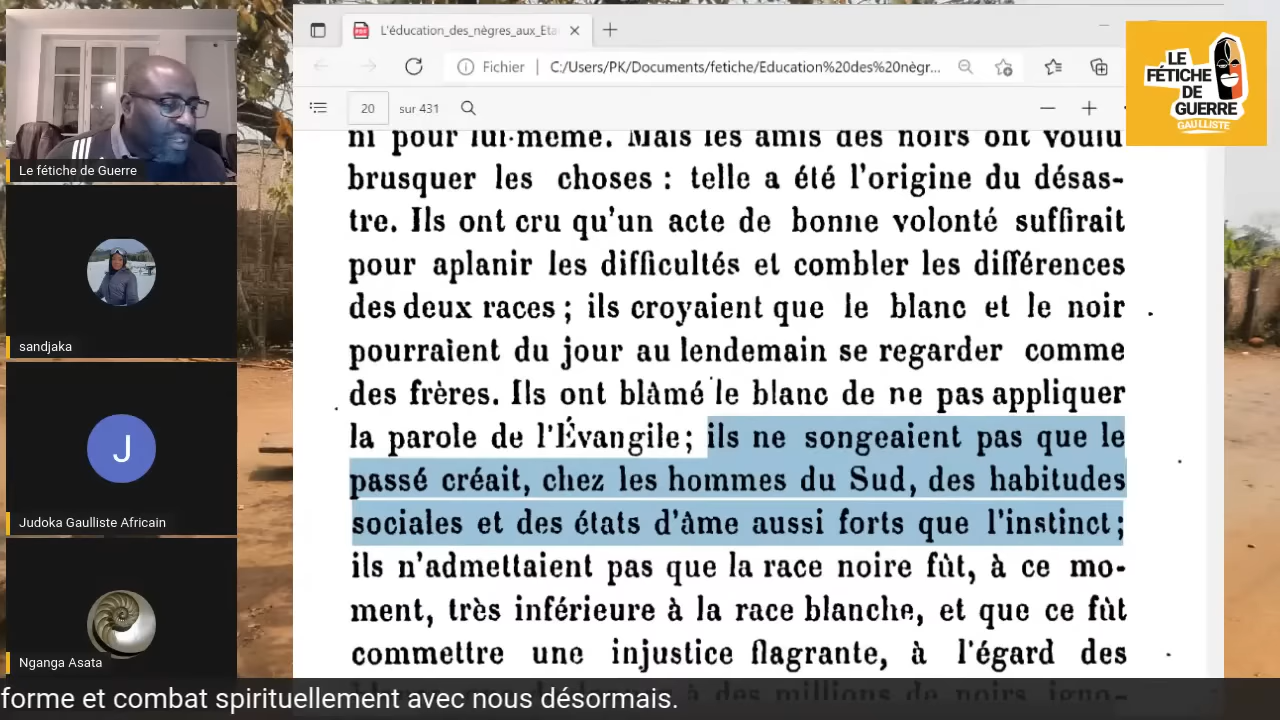 L'éducation_des_nègres_aux_Eta
Fichier
C:/Users/PK/Documents/fetiche/Education%20des%20nègr...
20
sur 431
LE
FÉTICHE
DE
GUERRE
GAULLISTE
Le fétiche de Guerre
sandjaka
J
Judoka Gaulliste Africain
Nganga Asata
ni pour lui-même. Mais les amis des noirs ont voulu
brusquer les choses : telle a été l'origine du désas-
tre. Ils ont cru qu'un acte de bonne volonté suffirait
pour aplanir les difficultés et combler les différences
des deux races ; ils croyaient que le blanc et le noir
pourraient du jour au lendemain se regarder comme
des frères. Ils ont blâmé le blanc de ne pas appliquer
la parole de l'Évangile; ils ne songeaient pas que le
passé créait, chez les hommes du Sud, des habitudes
sociales et des états d'âme aussi forts que l'instinct;
ils n'admettaient pas que la race noire fût, à ce mo-
ment, très inférieure à la race blanche, et que ce fût
commettre une injustice flagrante, à l'égard des
à des millions de noirs igno-
forme et combat spirituellement avec nous désormais.